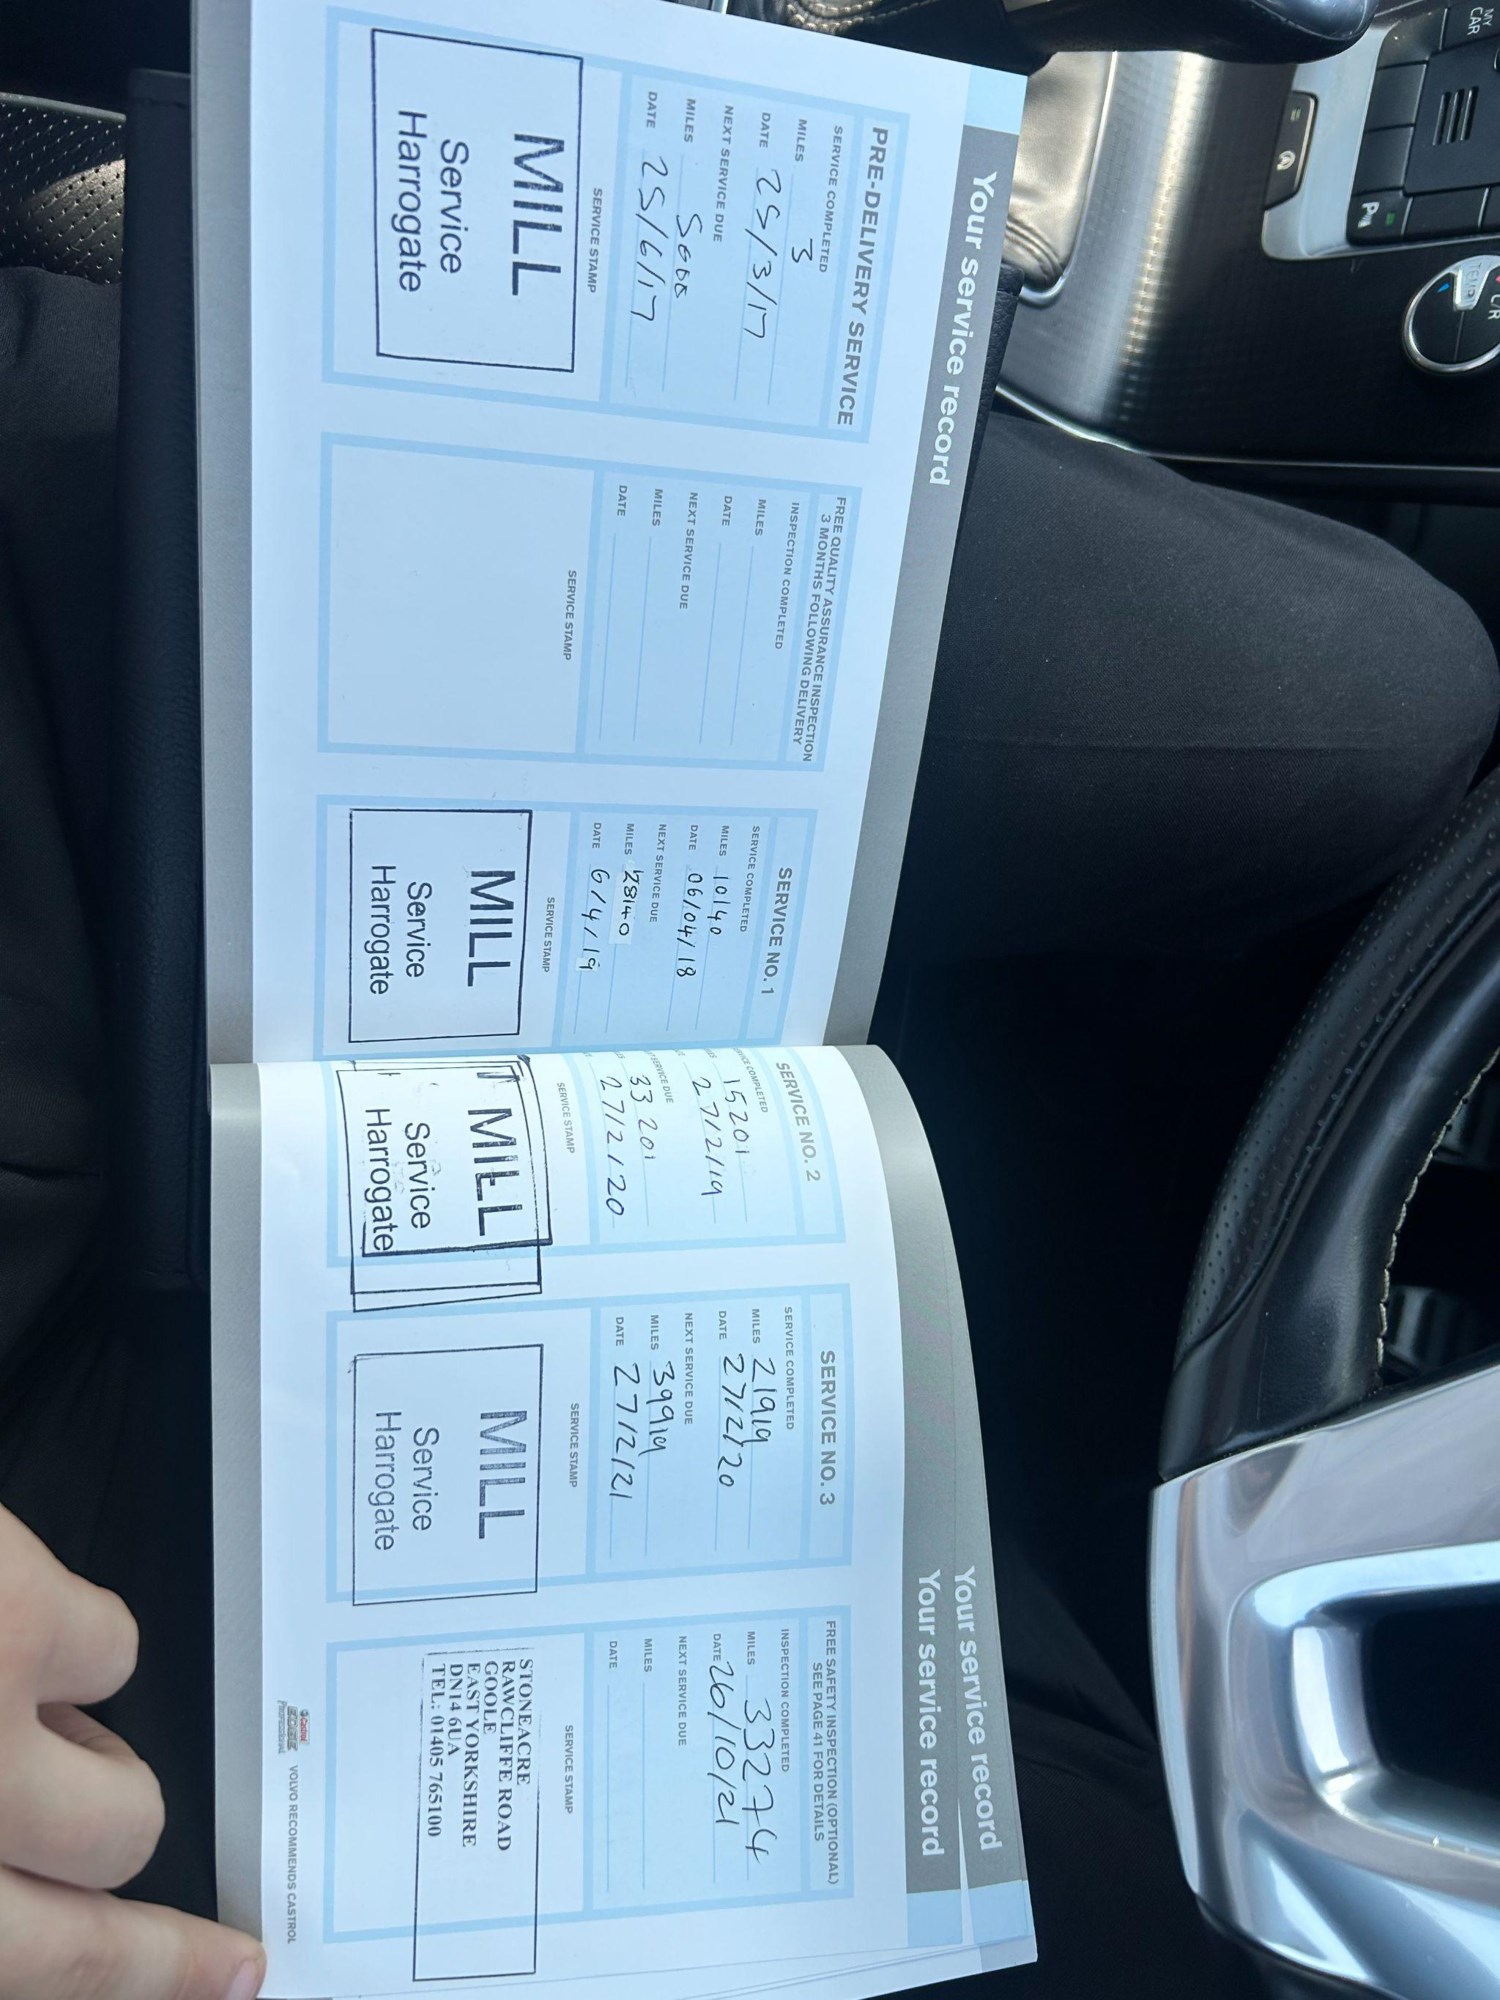 Your service record
PRE-DELIVERY SERVICE
SERVICE COMPLETED
MILES 3
DATE 25/3/17
NEXT SERVICE DUE
MILES 5000
DATE 25/6/17
SERVICE STAMP
MILL
Service
Harrogate
FREE QUALITY ASSURANCE INSPECTION
3 MONTHS FOLLOWING DELIVERY
INSPECTION COMPLETED
MILES
DATE
NEXT SERVICE DUE
MILES
DATE
SERVICE STAMP
SERVICE NO. 1
SERVICE COMPLETED
MILES 10140
DATE 06/04/18
NEXT SERVICE DUE
MILES 28140
DATE 6/4/19
SERVICE STAMP
MILL
Service
Harrogate
SERVICE NO. 2
15201
27/2/19
SERVICE DUE
33201
27/2/20
SERVICE STAMP
MILL
Service
Harrogate
SERVICE NO. 3
SERVICE COMPLETED
MILES 21919
DATE 27/2/20
NEXT SERVICE DUE
MILES 39919
DATE 27/2/21
SERVICE STAMP
MILL
Service
Harrogate
Your service record
Your service record
FREE SAFETY INSPECTION (OPTIONAL)
SEE PAGE 41 FOR DETAILS
INSPECTION COMPLETED
MILES 33274
DATE 26/10/21
NEXT SERVICE DUE
MILES
DATE
SERVICE STAMP
STONEACRE
RAWCLIFFE ROAD
GOOLE
EAST YORKSHIRE
DN14 6UA
TEL: 01405 765100
Castrol
EDGE
PROFESSIONAL
VOLVO RECOMMENDS CASTROL
MY
CAR
TEMP
L/R